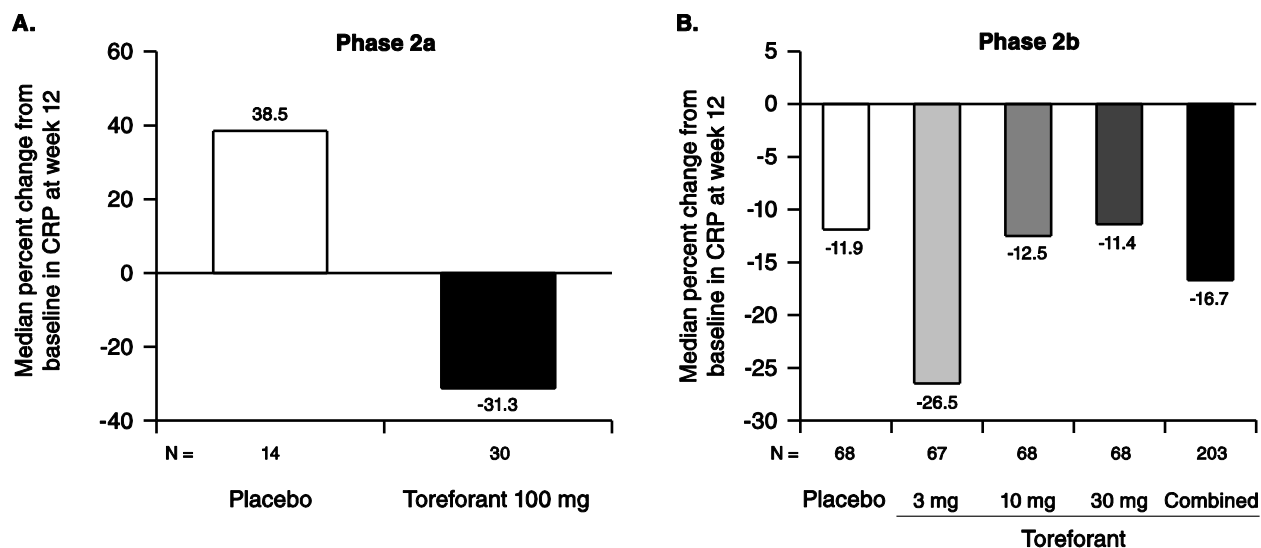 A.
Phase 2a
Median percent change from
baseline in CRP at week 12
60
40
20
0
-20
-40
38.5
-31.3
N = 14 30
Placebo Toreforant 100 mg
B.
Phase 2b
Median percent change from
baseline in CRP at week 12
5
0
-5
-10
-15
-20
-25
-30
-11.9
-26.5
-12.5
-11.4
-16.7
N = 68 67 68 68 203
Placebo 3 mg 10 mg 30 mg Combined
Toreforant